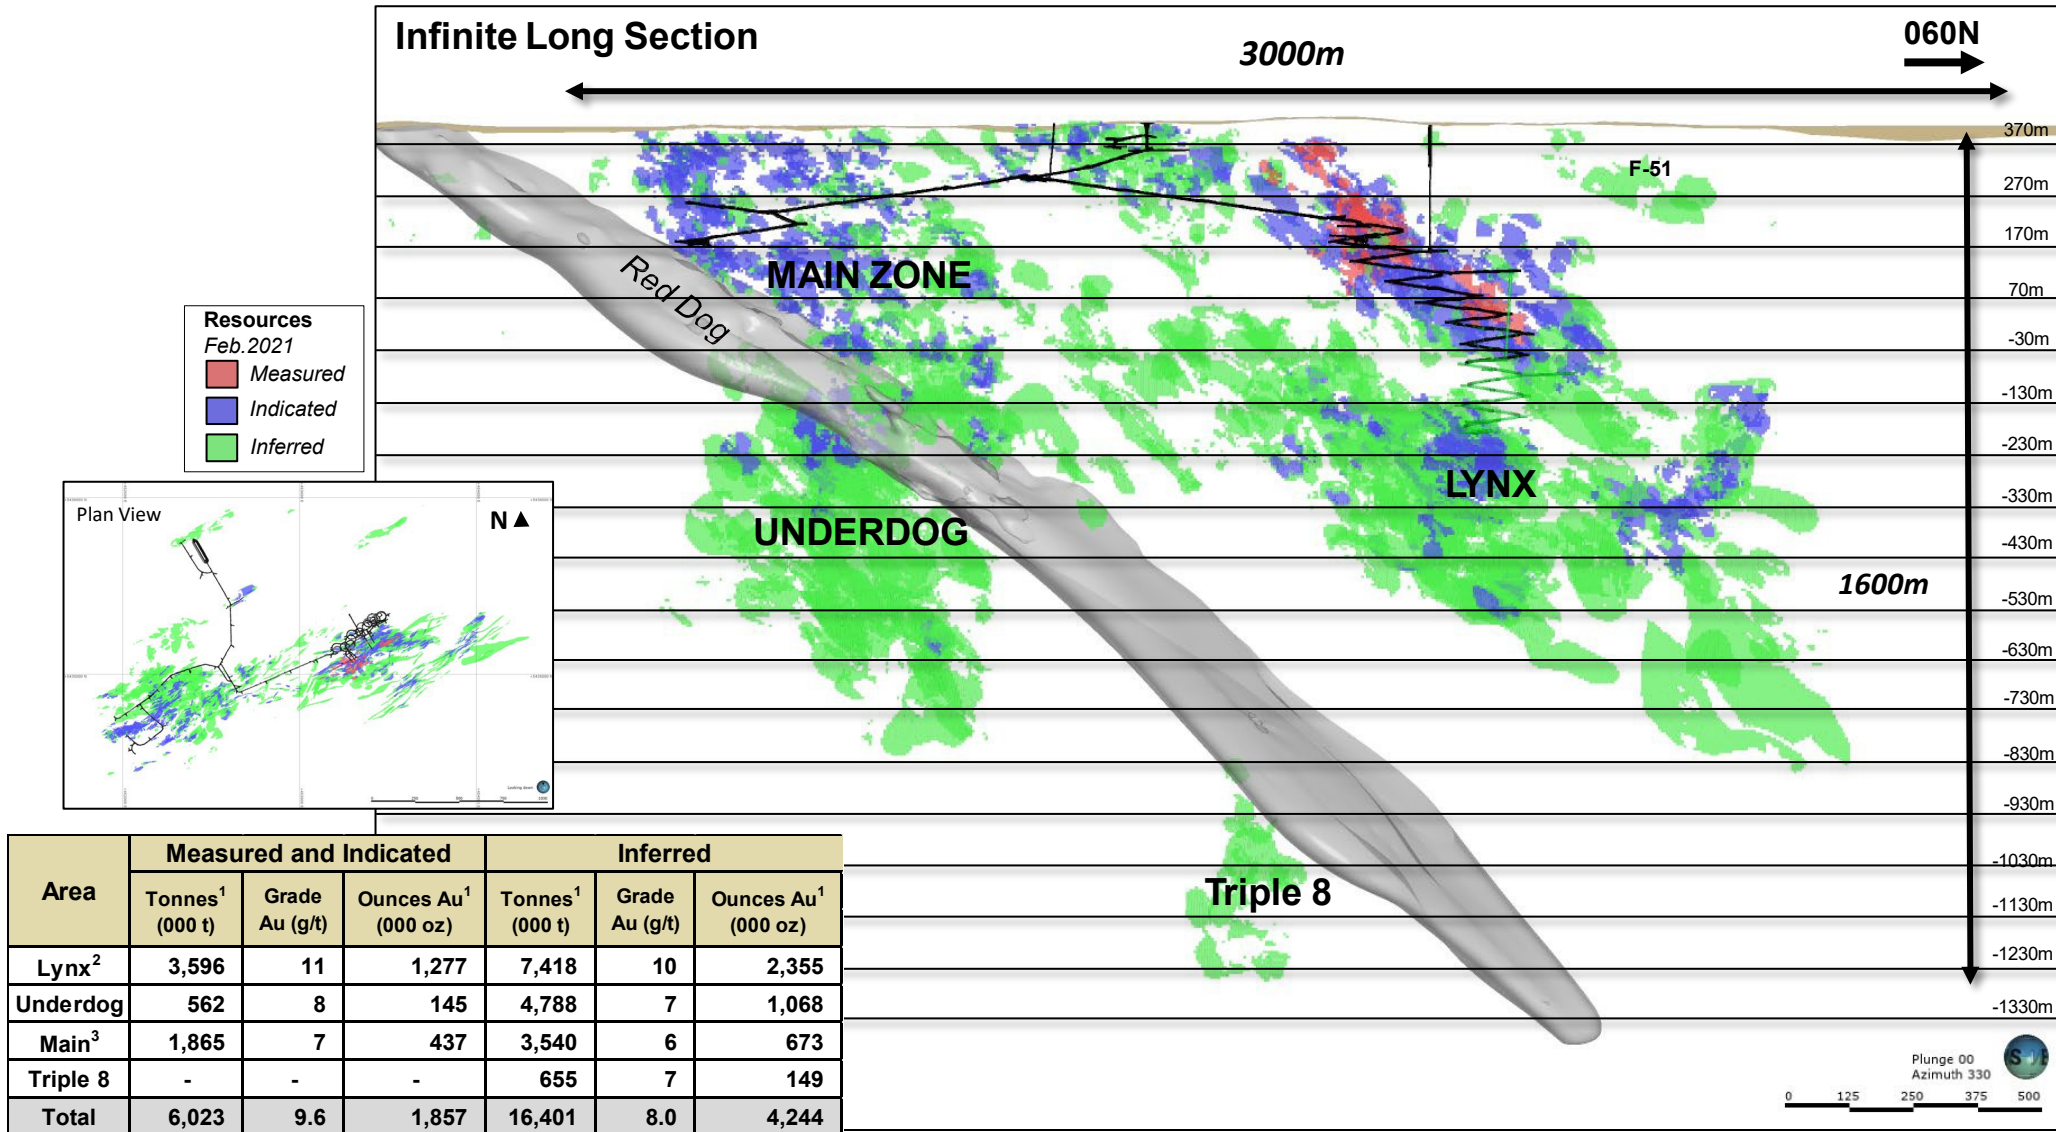 Infinite Long Section
3000m
060N
370m
F-51
270m
170m
MAIN ZONE
Red Dog
70m
-30m
-130m
-230m
LYNX
-330m
UNDERDOG
-430m
1600m
-530m
-630m
-730m
-830m
-930m
-1030m
Triple 8
-1130m
-1230m
-1330m
Resources
Feb.2021
Measured
Indicated
Inferred
Plan View
N
Looking down
Plunge 00
Azimuth 330
0 125 250 375 500
Area Measured and Indicated Inferred
Tonnes1 (000 t) Grade Au (g/t) Ounces Au1 (000 oz) Tonnes1 (000 t) Grade Au (g/t) Ounces Au1 (000 oz)
Lynx2 3,596 11 1,277 7,418 10 2,355
Underdog 562 8 145 4,788 7 1,068
Main3 1,865 7 437 3,540 6 673
Triple 8 - - - 655 7 149
Total 6,023 9.6 1,857 16,401 8.0 4,244